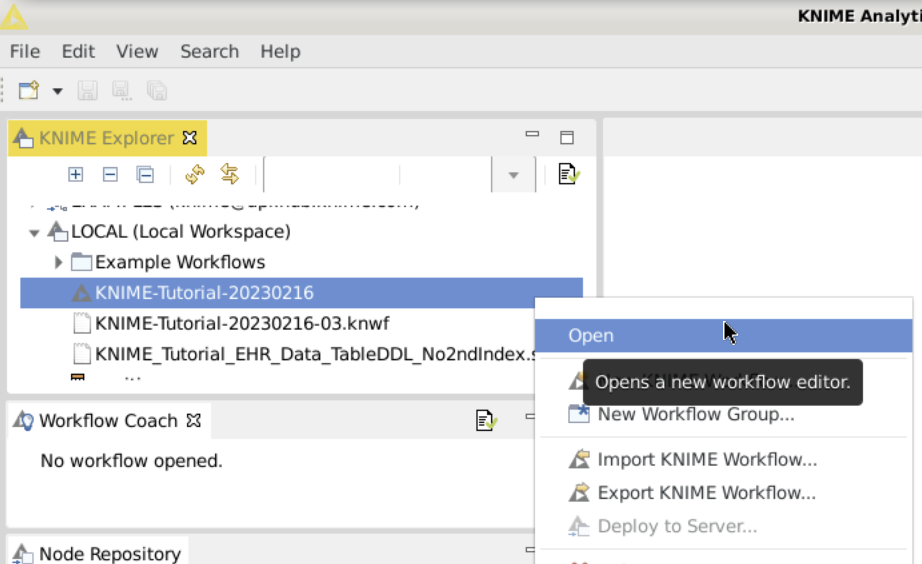 KNIME Analyti
File Edit View Search Help
KNIME Explorer
LOCAL (Local Workspace)
Example Workflows
KNIME-Tutorial-20230216
KNIME-Tutorial-20230216-03.knwf
KNIME_Tutorial_EHR_Data_TableDDL_No2ndIndex.s
Open
Opens a new workflow editor.
New Workflow Group...
Import KNIME Workflow...
Export KNIME Workflow...
Deploy to Server...
Workflow Coach
No workflow opened.
Node Repository